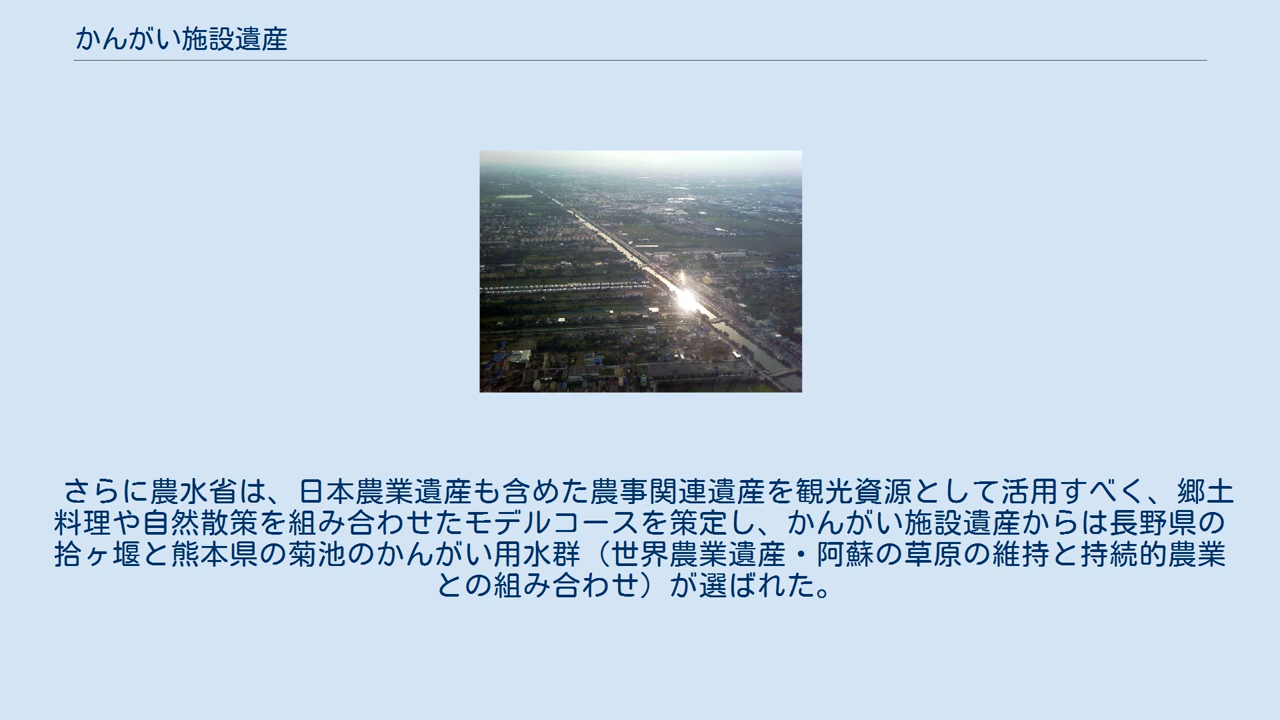 かんがい施設遺産
さらに農水省は、日本農業遺産も含めた農事関連遺産を観光資源として活用すべく、郷土
料理や自然散策を組み合わせたモデルコースを策定し、かんがい施設遺産からは長野県の
拾ヶ堰と熊本県の菊池のかんがい用水群（世界農業遺産・阿蘇の草原の維持と持続的農業
との組み合わせ）が選ばれた。